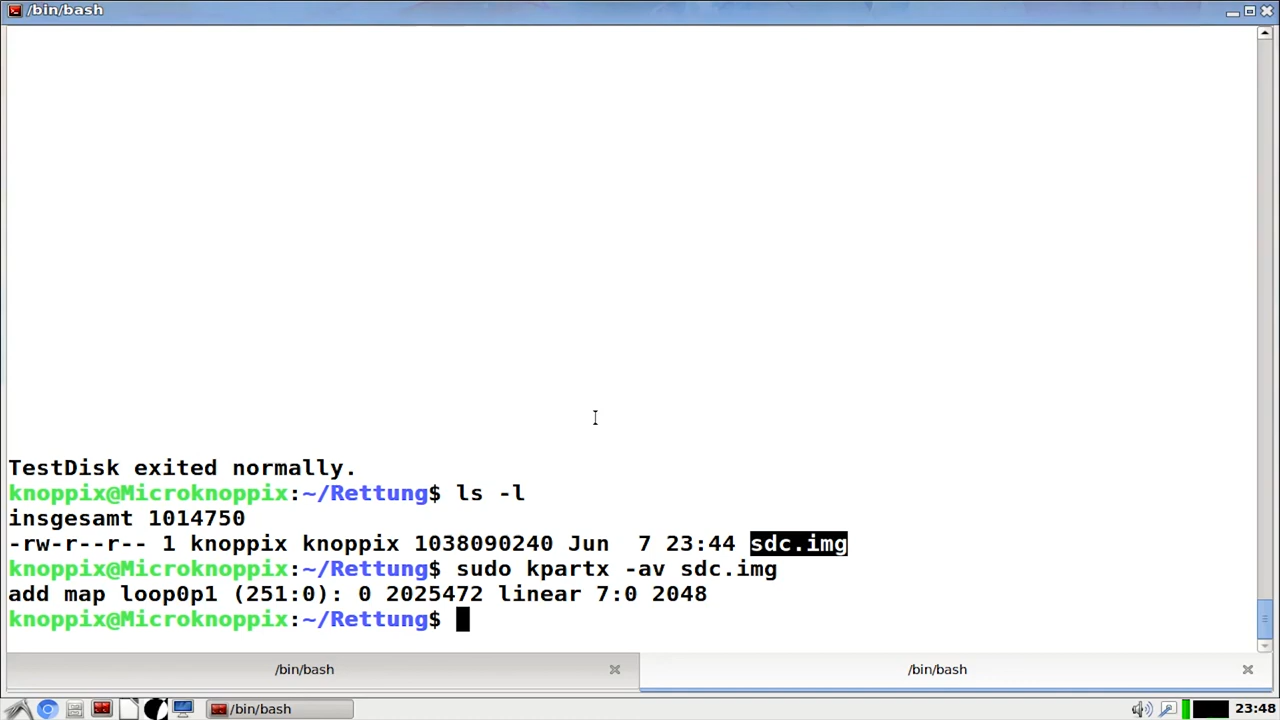 /bin/bash
TestDisk exited normally.
knoppix@Microknoppix:~/Rettung$ ls -l
insgesamt 1014750
-rw-r--r-- 1 knoppix knoppix 1038090240 Jun  7 23:44 sdc.img
knoppix@Microknoppix:~/Rettung$ sudo kpartx -av sdc.img
add map loop0p1 (251:0): 0 2025472 linear 7:0 2048
knoppix@Microknoppix:~/Rettung$
/bin/bash
/bin/bash
/bin/bash
23:48